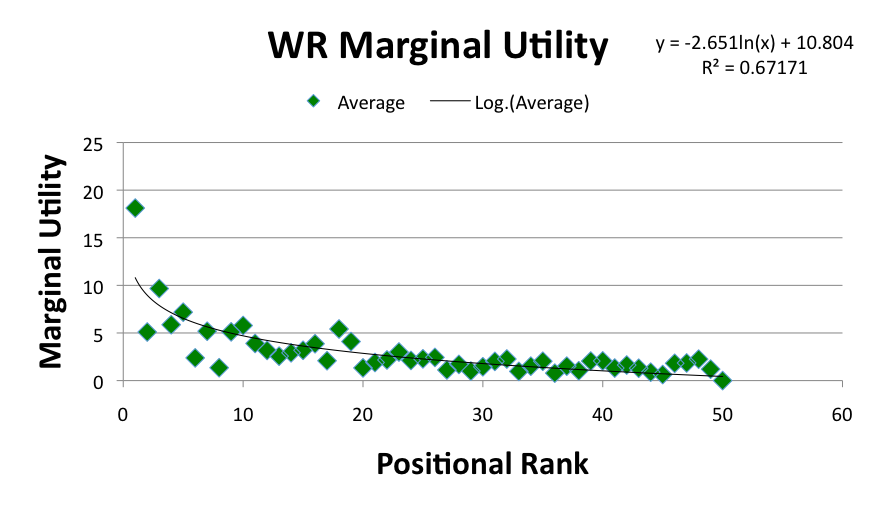 WR Marginal Utility
y = -2.651ln(x) + 10.804
R² = 0.67171
Average
Log.(Average)
Marginal Utility
25
20
15
10
5
0
0 10 20 30 40 50 60
Positional Rank